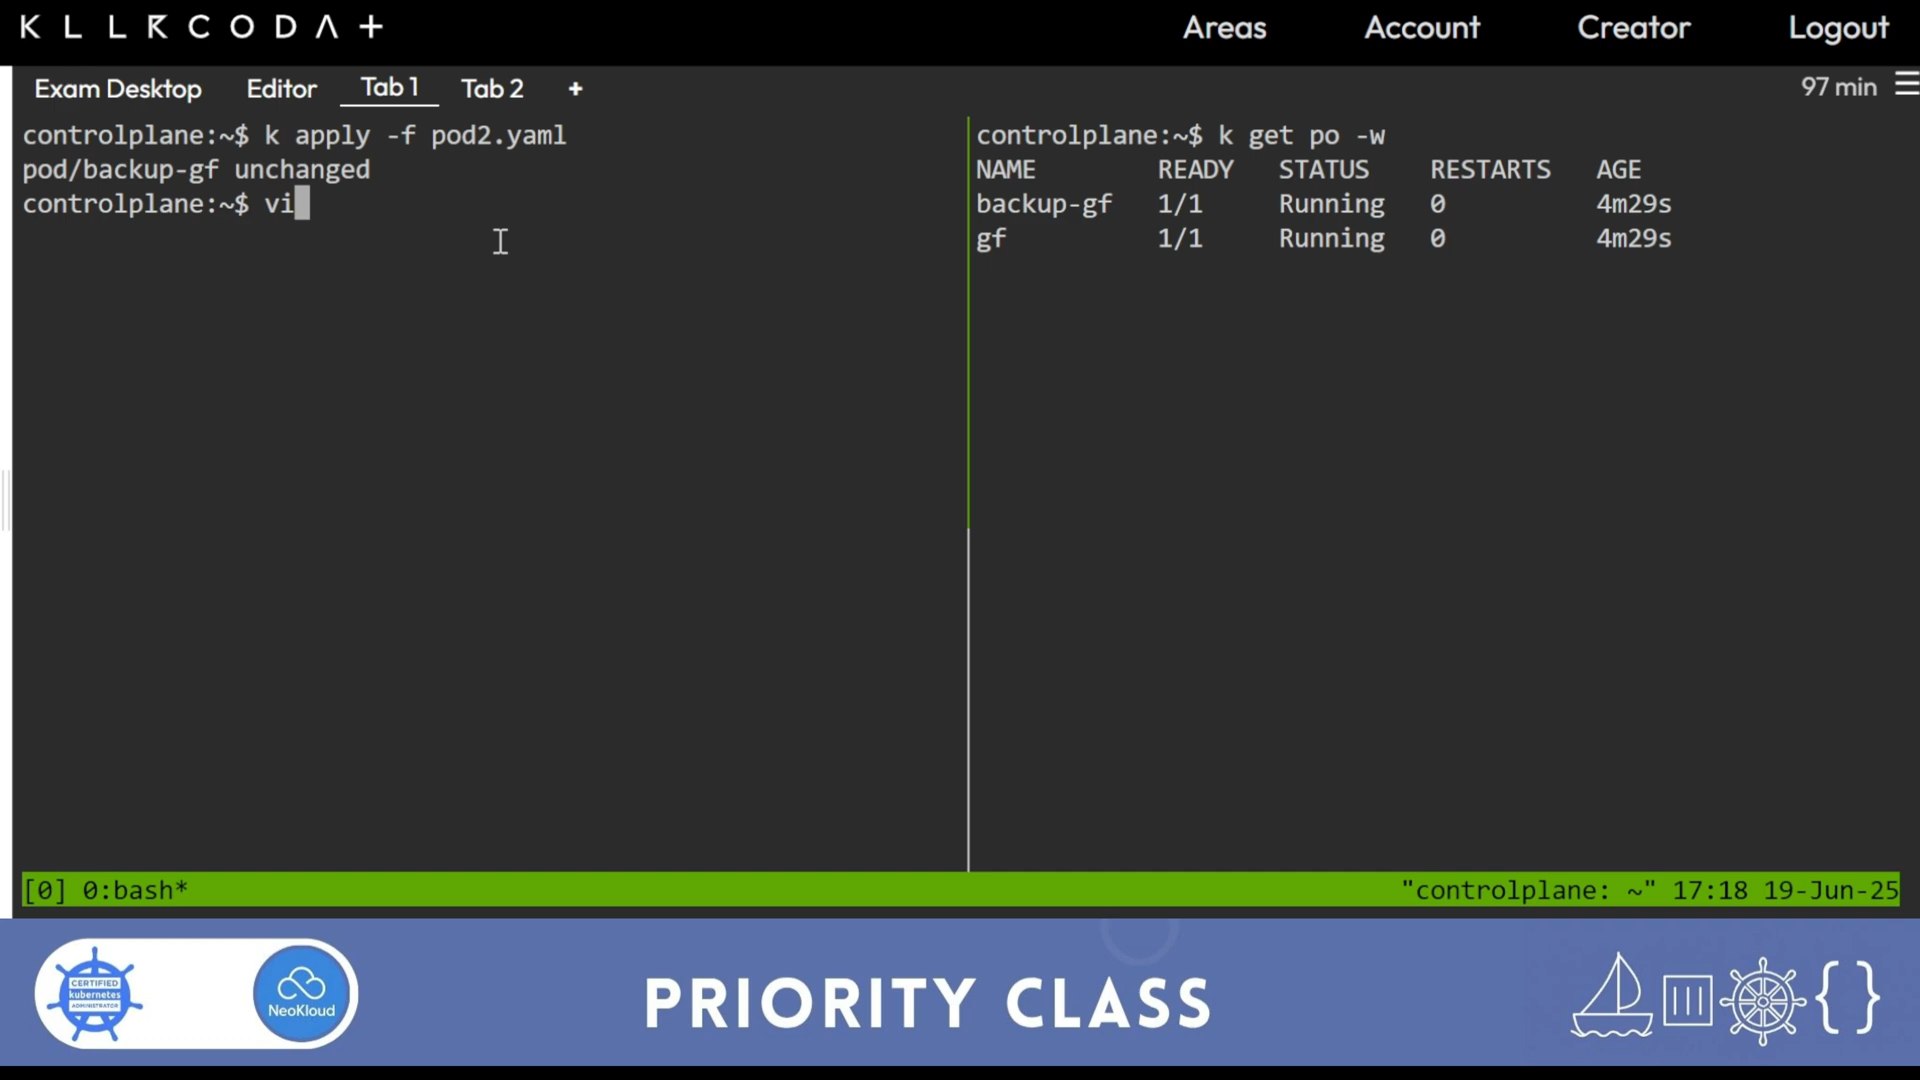 KLLRCODA+
Areas Account Creator Logout
Exam Desktop Editor Tab 1 Tab 2 + 97 min
controlplane:~$ k apply -f pod2.yaml
pod/backup-gf unchanged
controlplane:~$ vi
controlplane:~$ k get po -w
NAME READY STATUS RESTARTS AGE
backup-gf 1/1 Running 0 4m29s
gf 1/1 Running 0 4m29s
[0] 0:bash* "controlplane: ~" 17:18 19-Jun-25
CERTIFIED
kubernetes
ADMINISTRATOR
NeoKloud
PRIORITY CLASS